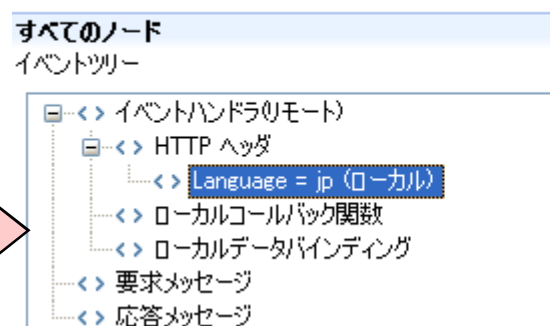 すべてのノード
イベントツリー
イベントハンドラ(リモート)
HTTP ヘッダ
Language = jp (ローカル)
ローカルコールバック関数
ローカルデータバインディング
要求メッセージ
応答メッセージ